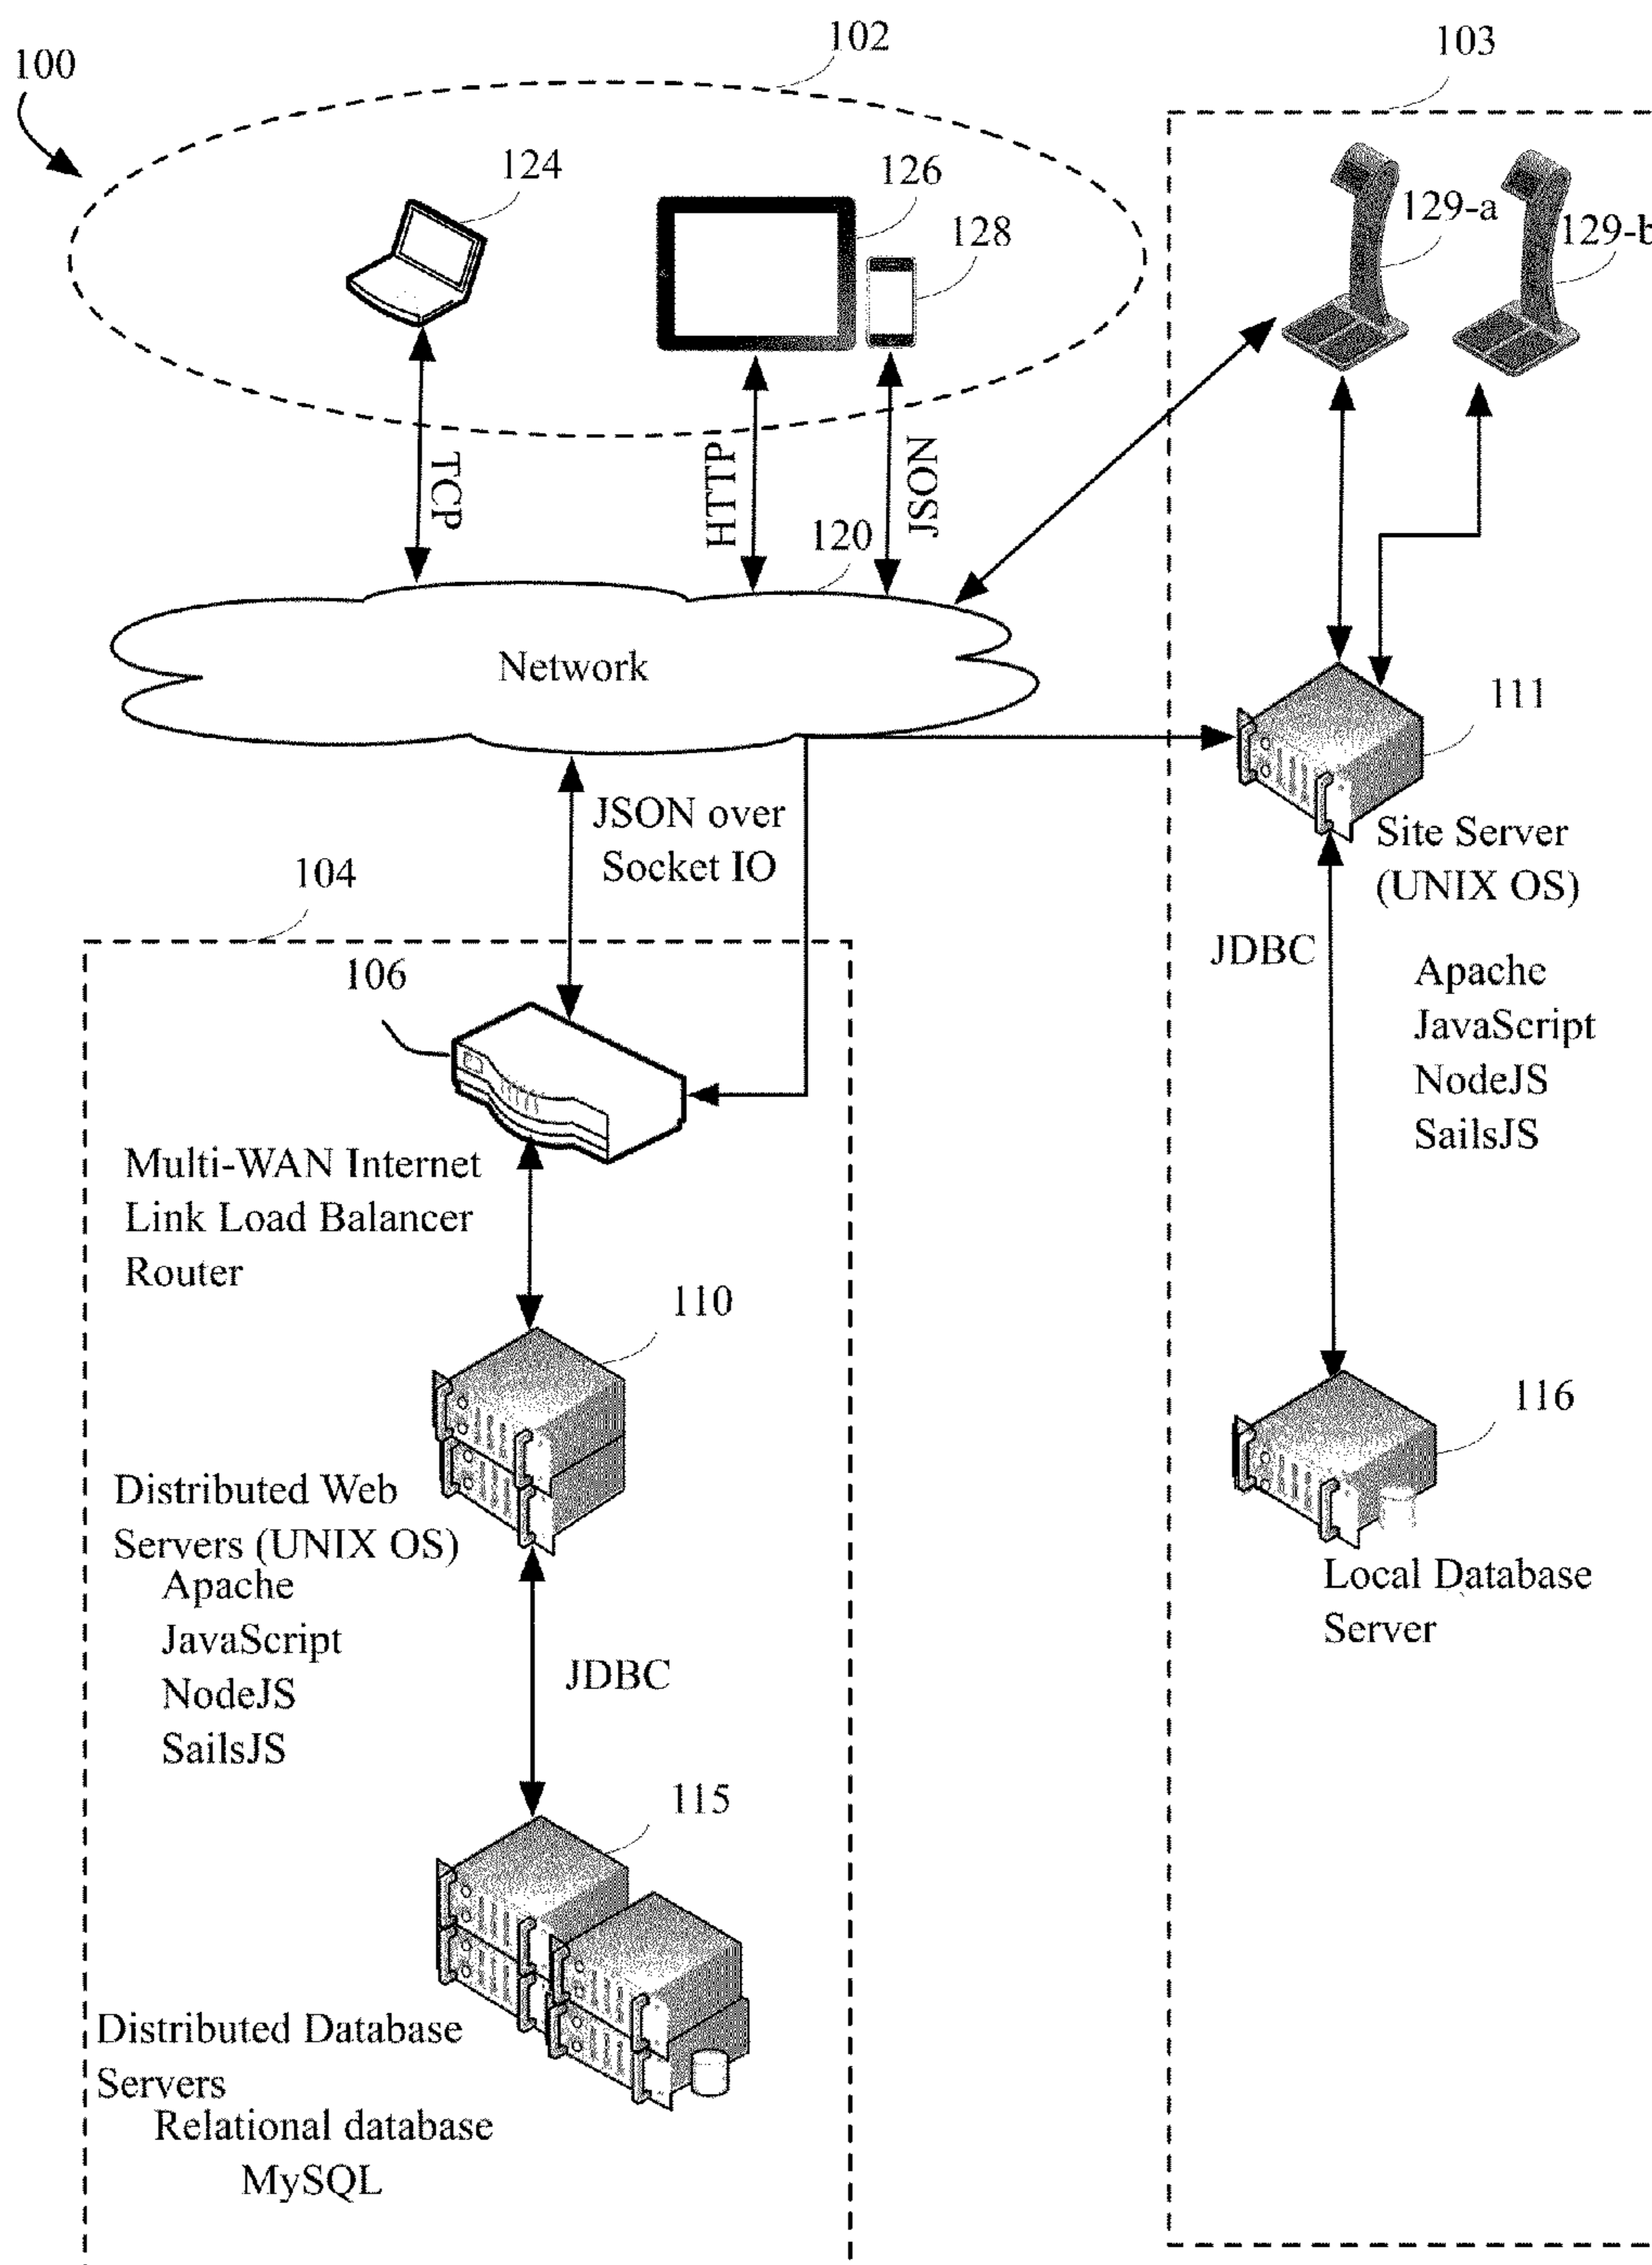 100
102
103
124
126
128
129-a
129-b
TCP
HTTP
JSON
120
Network
111
JSON over
Socket IO
Site Server
(UNIX OS)
104
JDBC
106
Apache
JavaScript
NodeJS
SailsJS
Multi-WAN Internet
Link Load Balancer
Router
110
116
Distributed Web
Servers (UNIX OS)
Apache
JavaScript
NodeJS
SailsJS
Local Database
Server
JDBC
115
Distributed Database
Servers
Relational database
MySQL